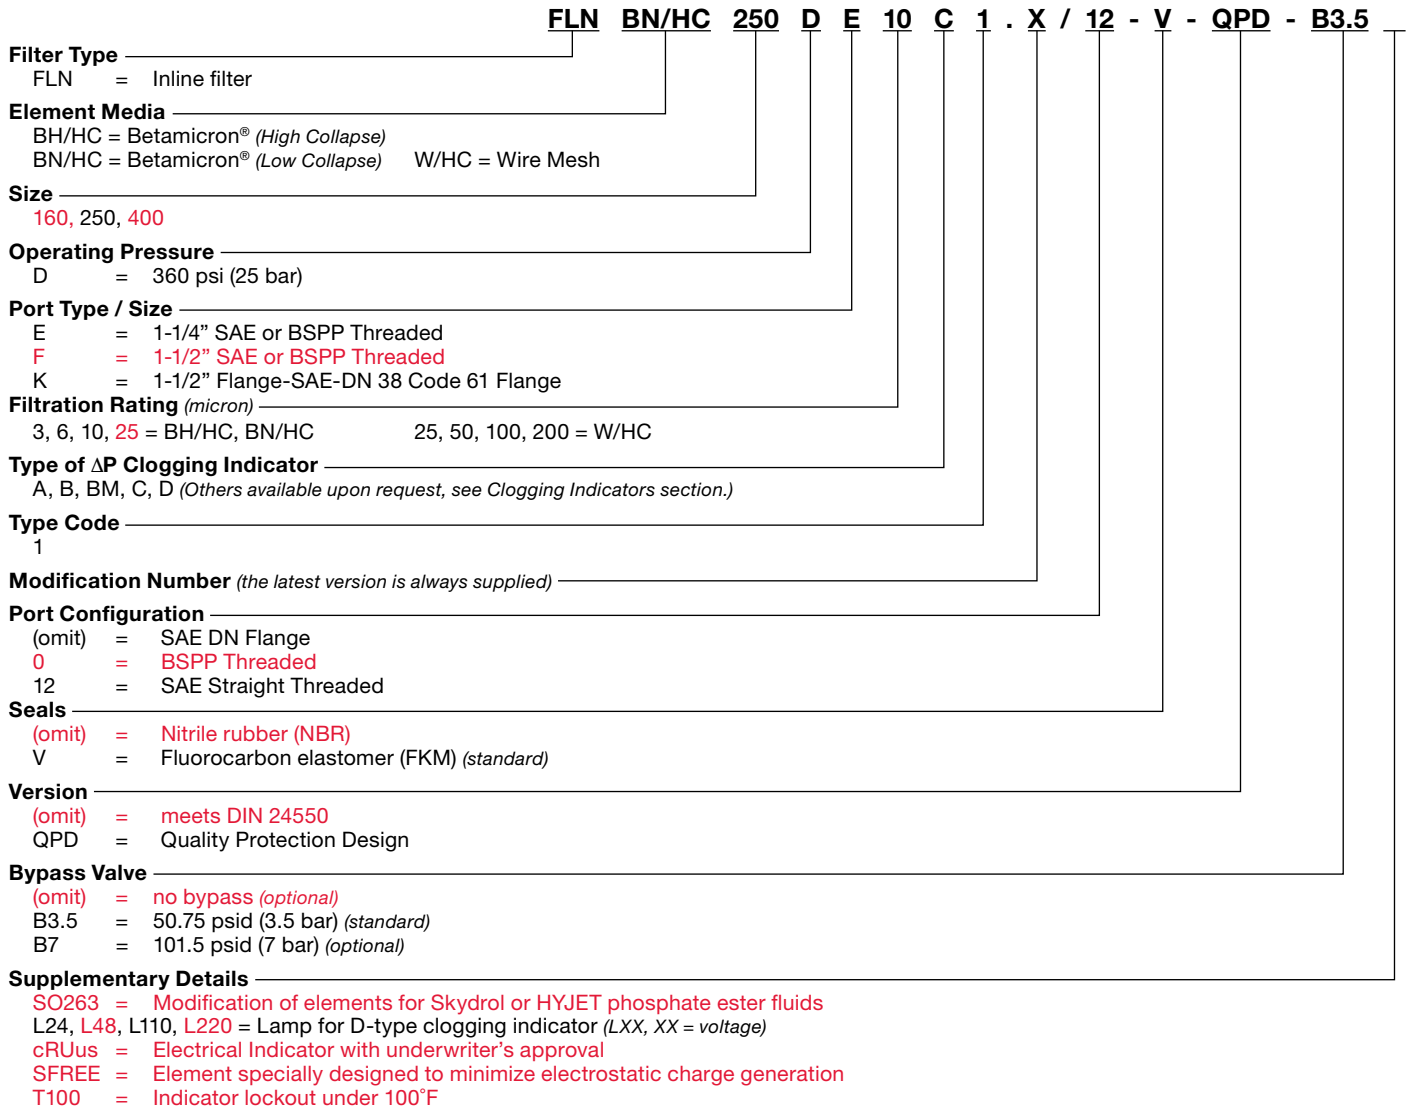 FLN BN/HC 250 D E 10 C 1 . X / 12 - V - QPD - B3.5
Filter Type
FLN = Inline filter
Element Media
BH/HC = Betamicron® (High Collapse)
BN/HC = Betamicron® (Low Collapse) W/HC = Wire Mesh
Size
160, 250, 400
Operating Pressure
D = 360 psi (25 bar)
Port Type / Size
E = 1-1/4” SAE or BSPP Threaded
F = 1-1/2” SAE or BSPP Threaded
K = 1-1/2” Flange-SAE-DN 38 Code 61 Flange
Filtration Rating (micron)
3, 6, 10, 25 = BH/HC, BN/HC 25, 50, 100, 200 = W/HC
Type of ∆P Clogging Indicator
A, B, BM, C, D (Others available upon request, see Clogging Indicators section.)
Type Code
1
Modification Number (the latest version is always supplied)
Port Configuration
(omit) = SAE DN Flange
0 = BSPP Threaded
12 = SAE Straight Threaded
Seals
(omit) = Nitrile rubber (NBR)
V = Fluorocarbon elastomer (FKM) (standard)
Version
(omit) = meets DIN 24550
QPD = Quality Protection Design
Bypass Valve
(omit) = no bypass (optional)
B3.5 = 50.75 psid (3.5 bar) (standard)
B7 = 101.5 psid (7 bar) (optional)
Supplementary Details
SO263 = Modification of elements for Skydrol or HYJET phosphate ester fluids
L24, L48, L110, L220 = Lamp for D-type clogging indicator (LXX, XX = voltage)
cRUus = Electrical Indicator with underwriter’s approval
SFREE = Element specially designed to minimize electrostatic charge generation
T100 = Indicator lockout under 100˚F